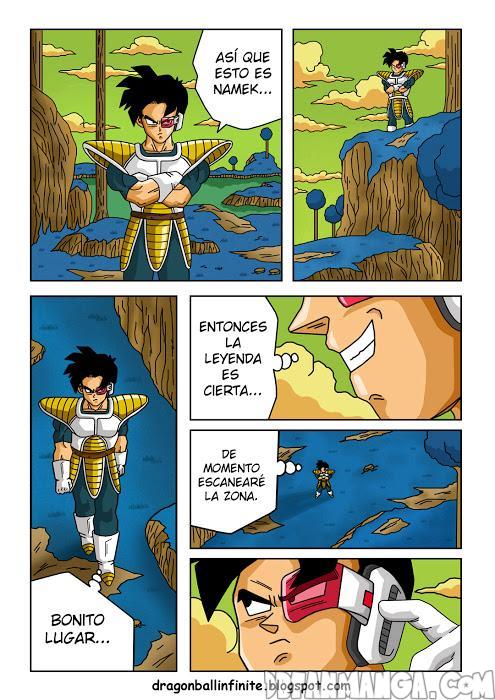 ASÍ QUE
ESTO ES
NAMEK...
ENTONCES
LA
LEYENDA
ES
CIERTA...
DE
MOMENTO
ESCANEARÉ
LA ZONA.
BONITO
LUGAR...
dragonballinfinite.blogspot.com
IDFANMANGA.COM